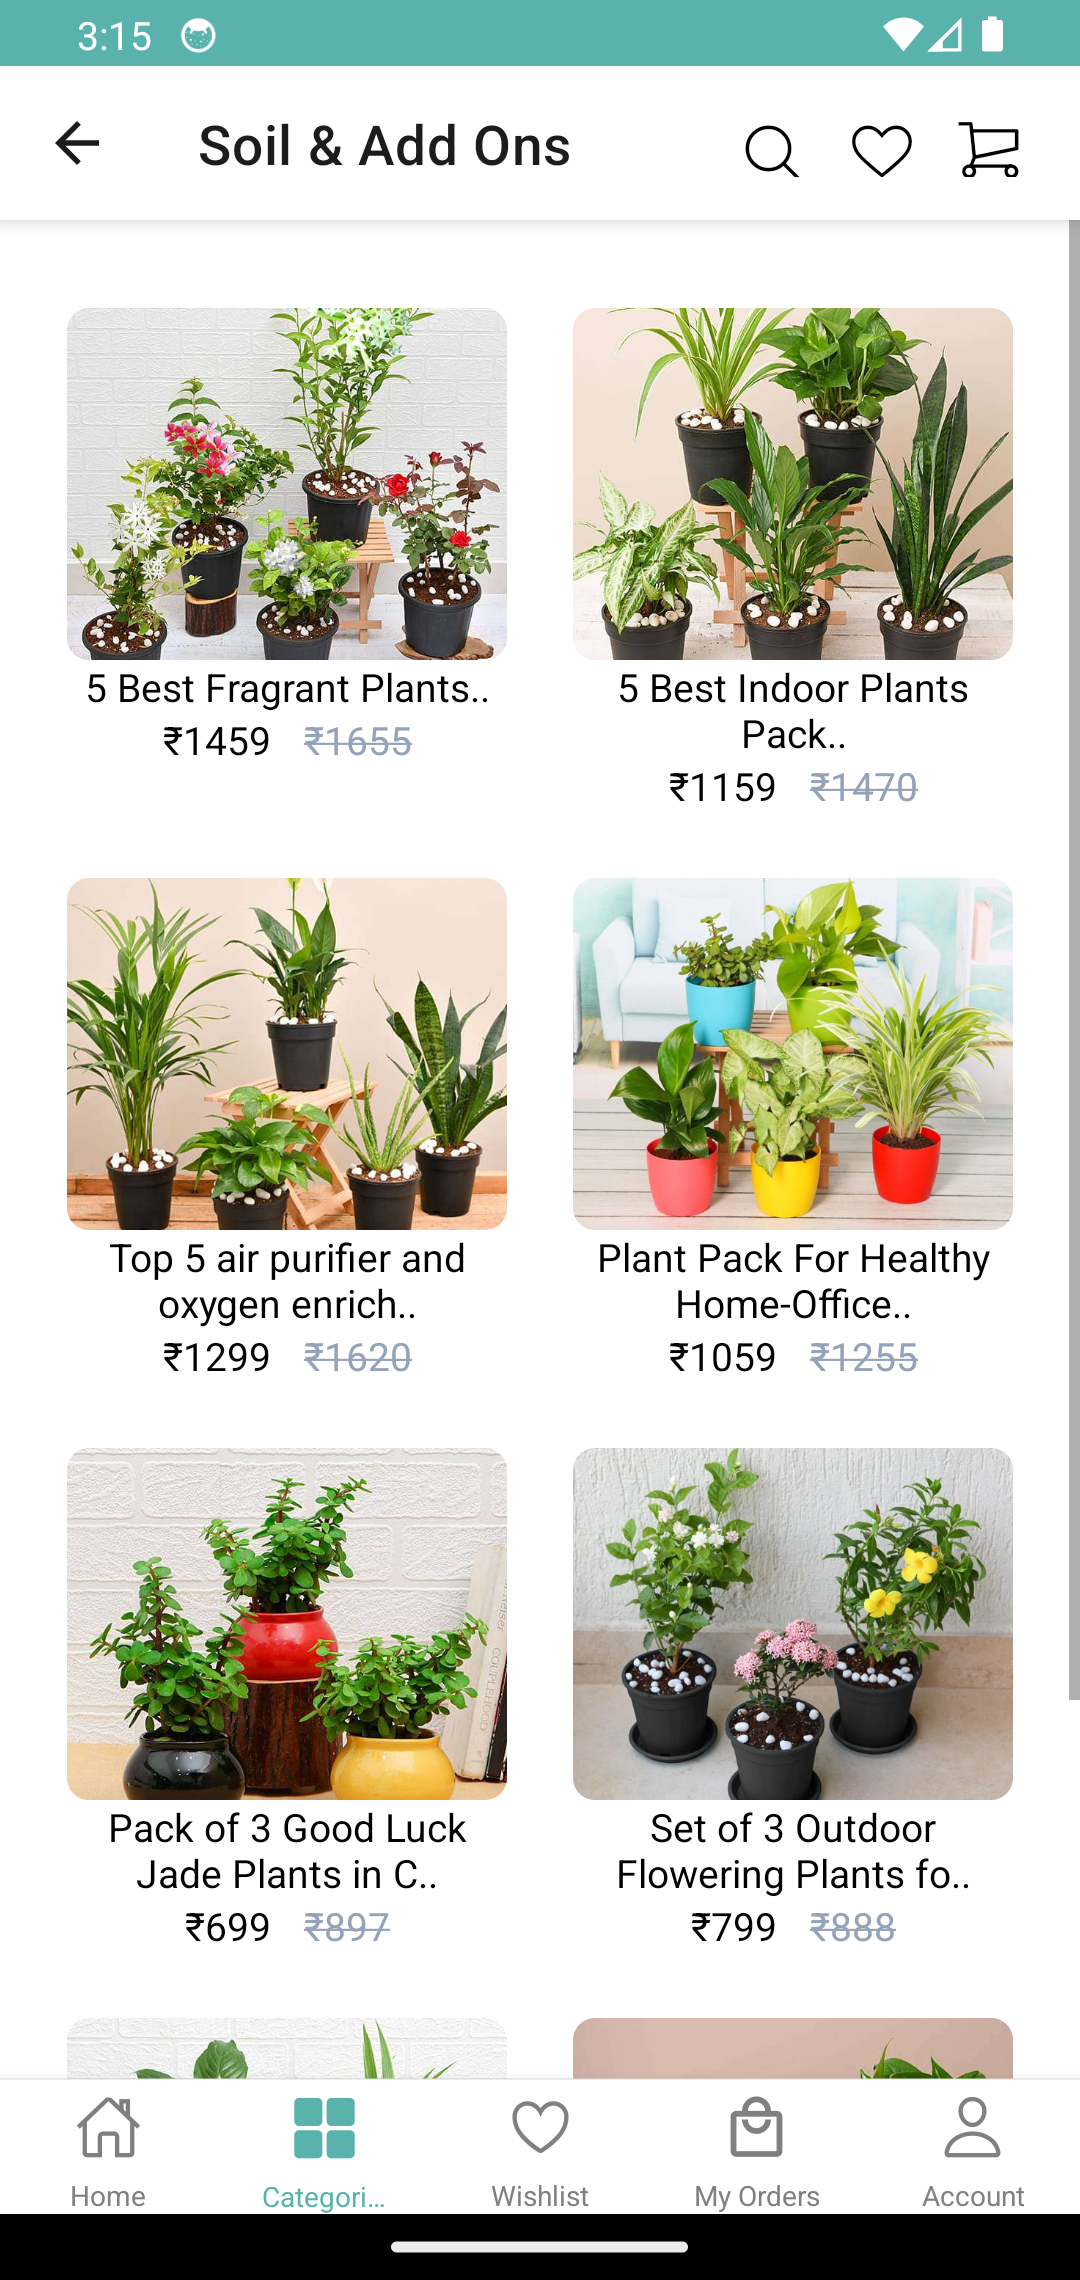 3:15
Soil & Add Ons
5 Best Fragrant Plants..
₹1459 ₹1655
5 Best Indoor Plants
Pack..
₹1159 ₹1470
Top 5 air purifier and
oxygen enrich..
₹1299 ₹1620
Plant Pack For Healthy
Home-Office..
₹1059 ₹1255
Pack of 3 Good Luck
Jade Plants in C..
₹699 ₹897
Set of 3 Outdoor
Flowering Plants fo..
₹799 ₹888
Home
Categori...
Wishlist
My Orders
Account